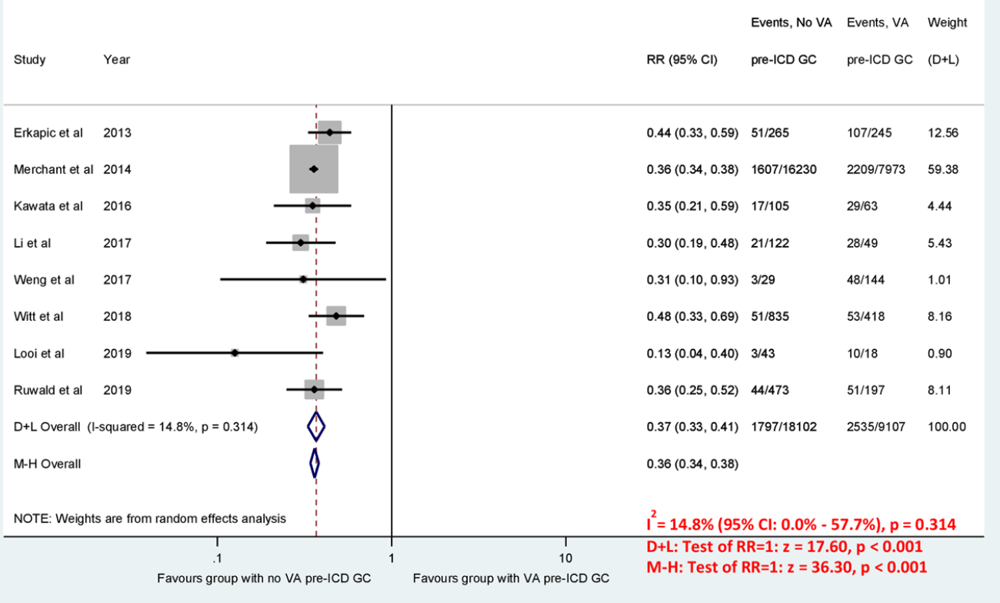 Events, No VA Events, VA Weight
Study Year RR (95% CI) pre-ICD GC pre-ICD GC (D+L)
Erkapic et al 2013 0.44 (0.33, 0.59) 51/265 107/245 12.56
Merchant et al 2014 0.36 (0.34, 0.38) 1607/16230 2209/7973 59.38
Kawata et al 2016 0.35 (0.21, 0.59) 17/105 29/63 4.44
Li et al 2017 0.30 (0.19, 0.48) 21/122 28/49 5.43
Weng et al 2017 0.31 (0.10, 0.93) 3/29 48/144 1.01
Witt et al 2018 0.48 (0.33, 0.69) 51/835 53/418 8.16
Looi et al 2019 0.13 (0.04, 0.40) 3/43 10/18 0.90
Ruwald et al 2019 0.36 (0.25, 0.52) 44/473 51/197 8.11
D+L Overall (I-squared = 14.8%, p = 0.314) 0.37 (0.33, 0.41) 1797/18102 2535/9107 100.00
M-H Overall 0.36 (0.34, 0.38)
NOTE: Weights are from random effects analysis
I² = 14.8% (95% CI: 0.0% - 57.7%), p = 0.314
D+L: Test of RR=1: z = 17.60, p < 0.001
M-H: Test of RR=1: z = 36.30, p < 0.001
.1 1 10
Favours group with no VA pre-ICD GC Favours group with VA pre-ICD GC